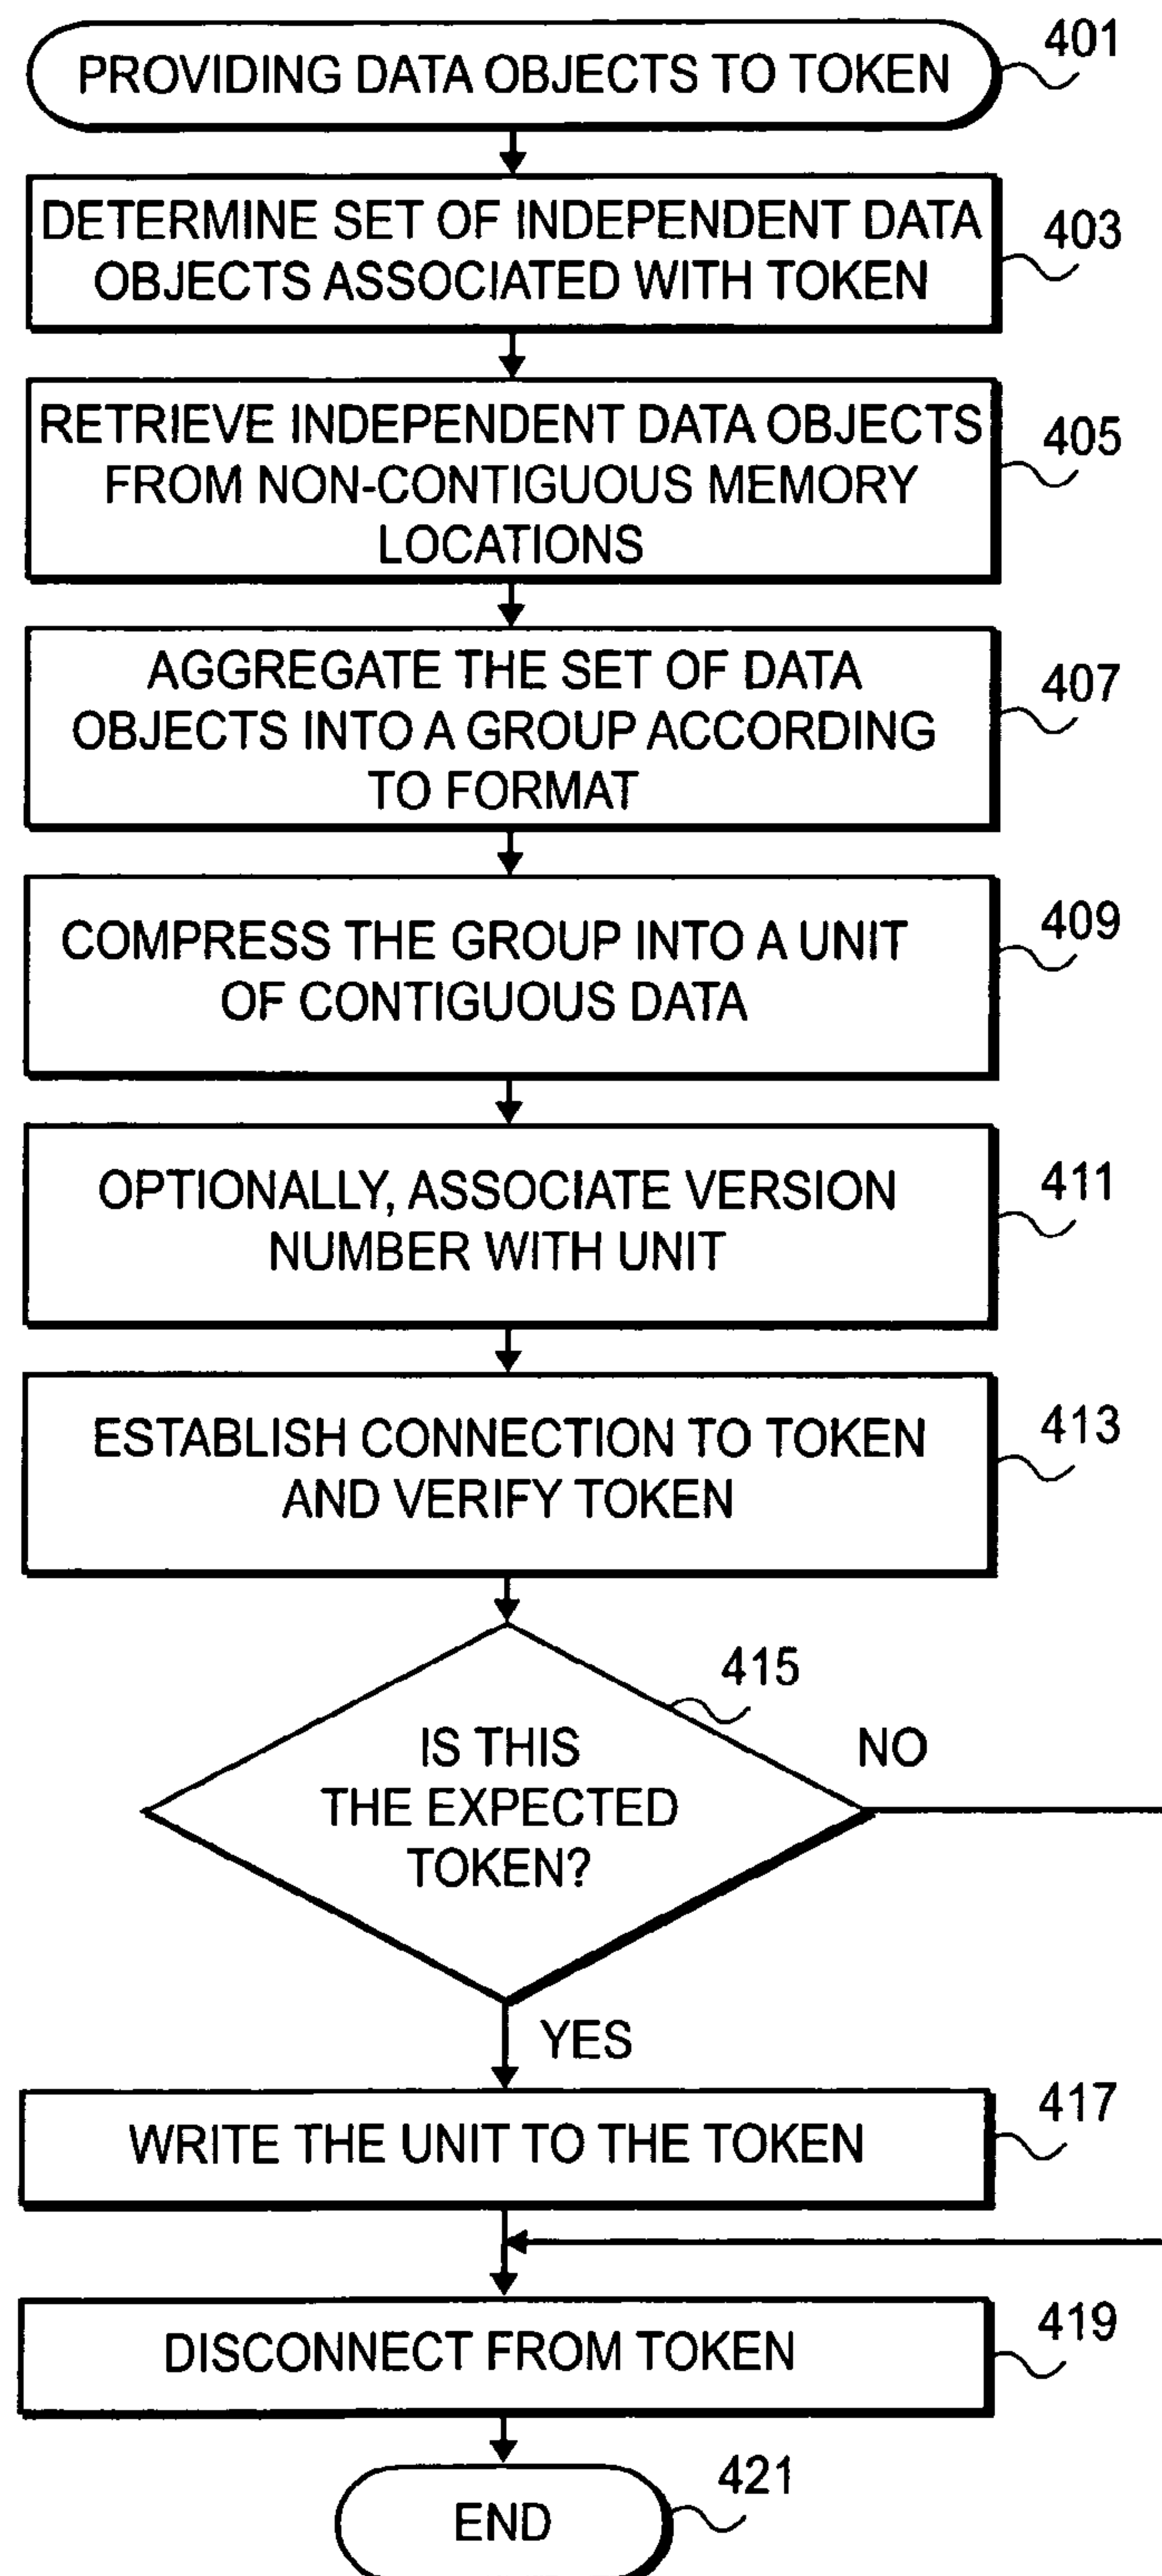 PROVIDING DATA OBJECTS TO TOKEN
401
DETERMINE SET OF INDEPENDENT DATA
OBJECTS ASSOCIATED WITH TOKEN
403
RETRIEVE INDEPENDENT DATA OBJECTS
FROM NON-CONTIGUOUS MEMORY
LOCATIONS
405
AGGREGATE THE SET OF DATA
OBJECTS INTO A GROUP ACCORDING
TO FORMAT
407
COMPRESS THE GROUP INTO A UNIT
OF CONTIGUOUS DATA
409
OPTIONALLY, ASSOCIATE VERSION
NUMBER WITH UNIT
411
ESTABLISH CONNECTION TO TOKEN
AND VERIFY TOKEN
413
415
IS THIS
THE EXPECTED
TOKEN?
NO
YES
WRITE THE UNIT TO THE TOKEN
417
DISCONNECT FROM TOKEN
419
END
421